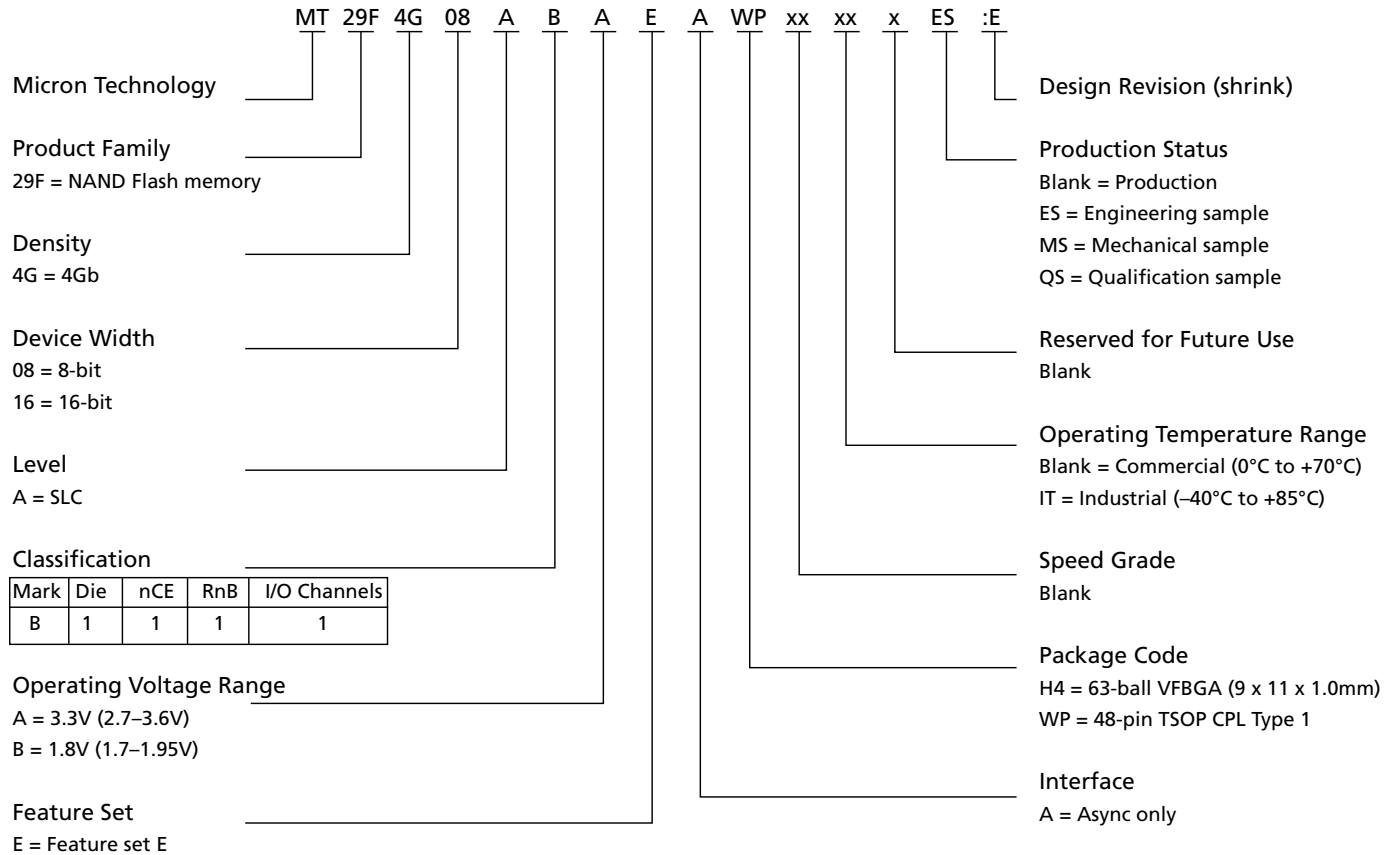 MT 29F 4G 08 A B A E A WP xx xx x ES :E
Micron Technology
Product Family
29F = NAND Flash memory
Density
4G = 4Gb
Device Width
08 = 8-bit
16 = 16-bit
Level
A = SLC
Classification
Mark Die nCE RnB I/O Channels
B 1 1 1 1
Operating Voltage Range
A = 3.3V (2.7–3.6V)
B = 1.8V (1.7–1.95V)
Feature Set
E = Feature set E
Design Revision (shrink)
Production Status
Blank = Production
ES = Engineering sample
MS = Mechanical sample
QS = Qualification sample
Reserved for Future Use
Blank
Operating Temperature Range
Blank = Commercial (0°C to +70°C)
IT = Industrial (–40°C to +85°C)
Speed Grade
Blank
Package Code
H4 = 63-ball VFBGA (9 x 11 x 1.0mm)
WP = 48-pin TSOP CPL Type 1
Interface
A = Async only